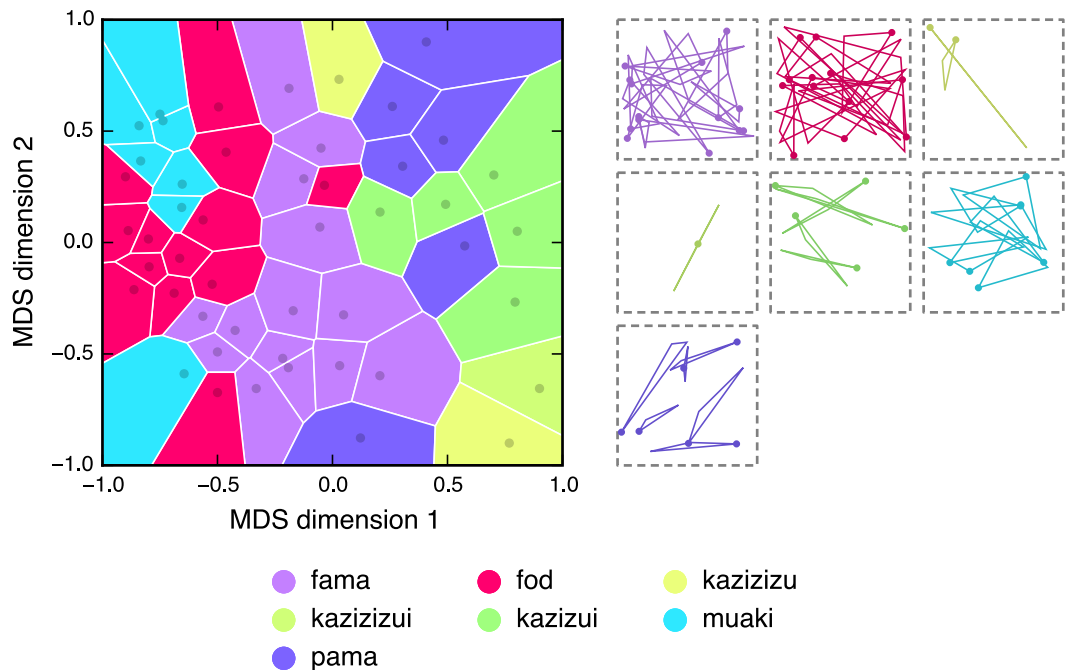 1.0
0.5
0.0
−0.5
−1.0
MDS dimension 2
−1.0 −0.5 0.0 0.5 1.0
MDS dimension 1
fama fod kazizizu
kazizizui kazizui muaki
pama